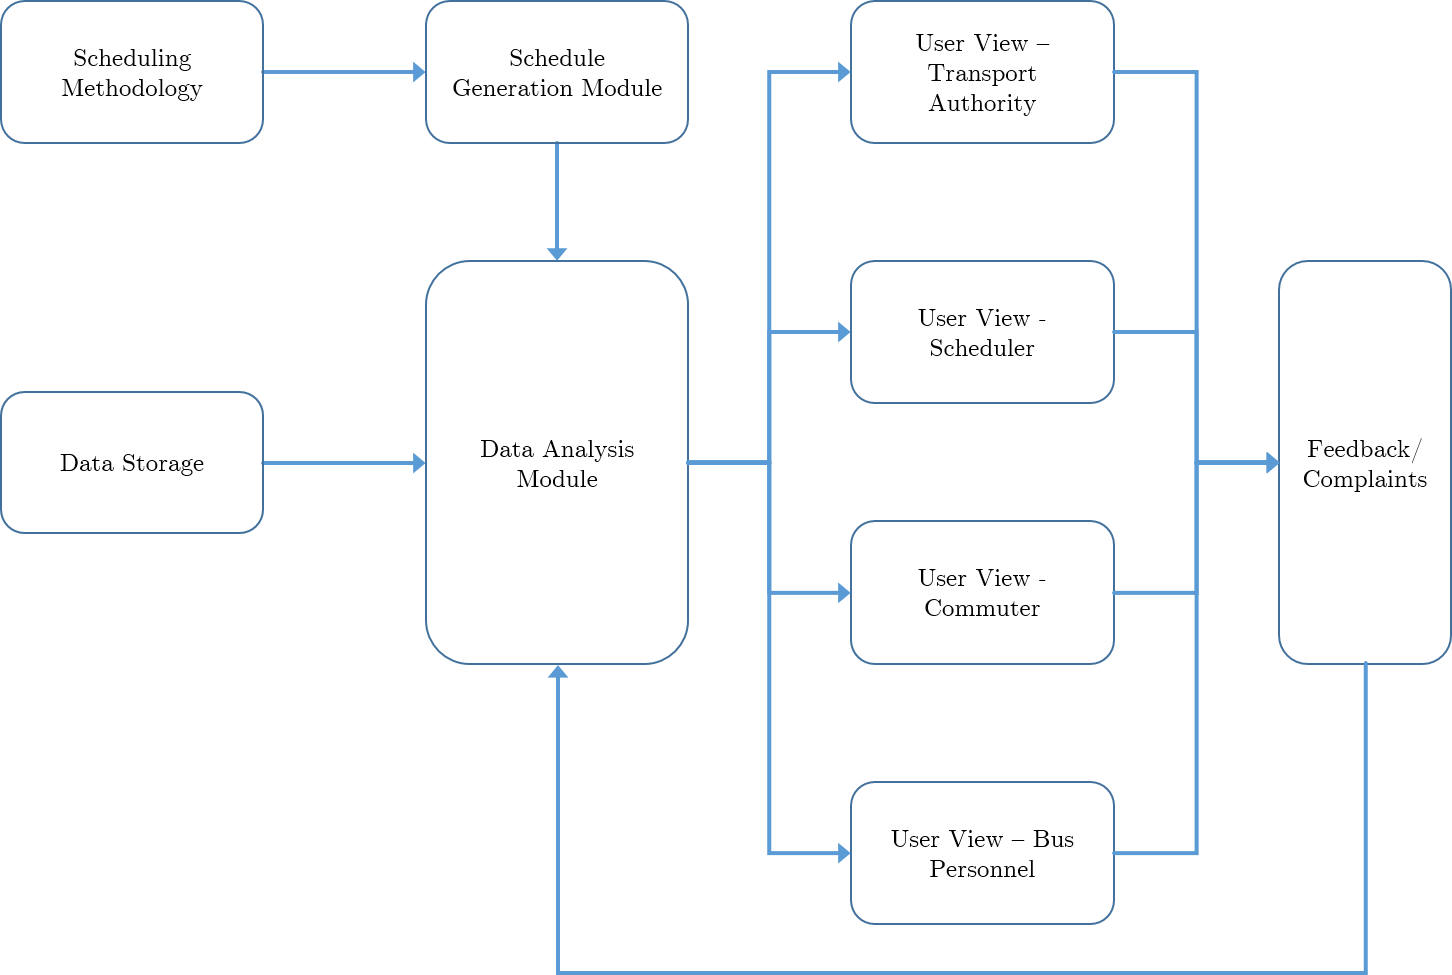 Scheduling
Methodology
Schedule
Generation Module
User View –
Transport
Authority
User View -
Scheduler
Data Storage
Data Analysis
Module
Feedback/
Complaints
User View -
Commuter
User View – Bus
Personnel